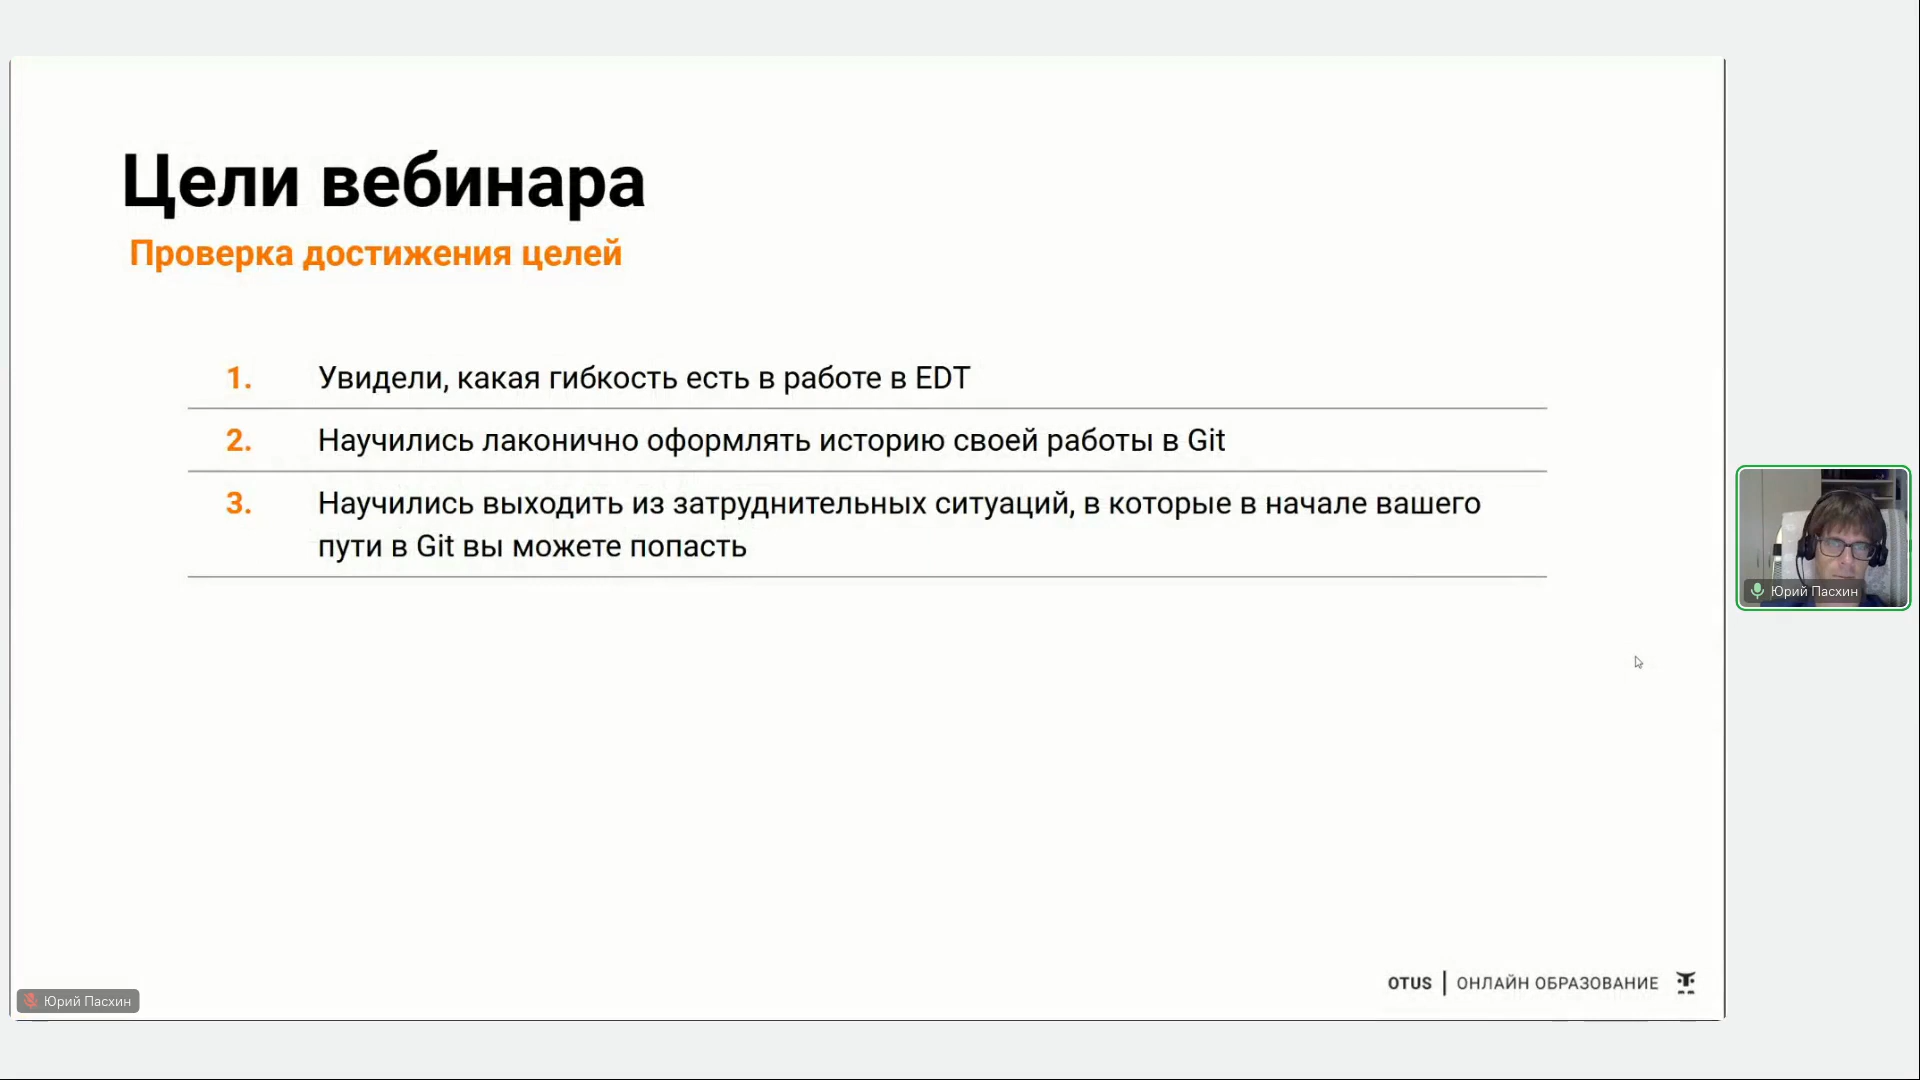 Цели вебинара
Проверка достижения целей
1. Увидели, какая гибкость есть в работе в EDT
2. Научились лаконично оформлять историю своей работы в Git
3. Научились выходить из затруднительных ситуаций, в которые в начале вашего
пути в Git вы можете попасть
Юрий Пасхин
OTUS | ОНЛАЙН ОБРАЗОВАНИЕ
Юрий Пасхин